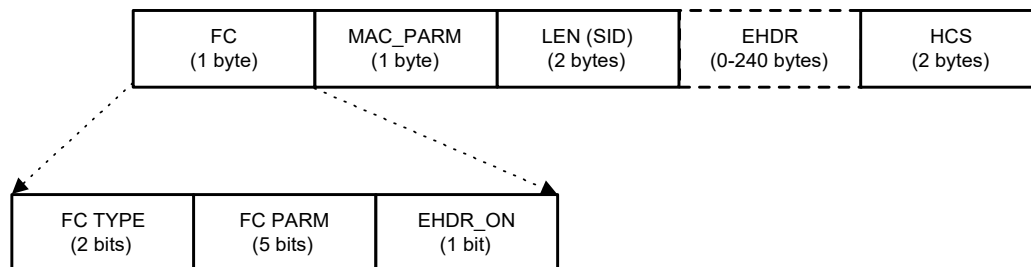 FC
(1 byte)
MAC_PARM
(1 byte)
LEN (SID)
(2 bytes)
EHDR
(0-240 bytes)
HCS
(2 bytes)
FC TYPE
(2 bits)
FC PARM
(5 bits)
EHDR_ON
(1 bit)